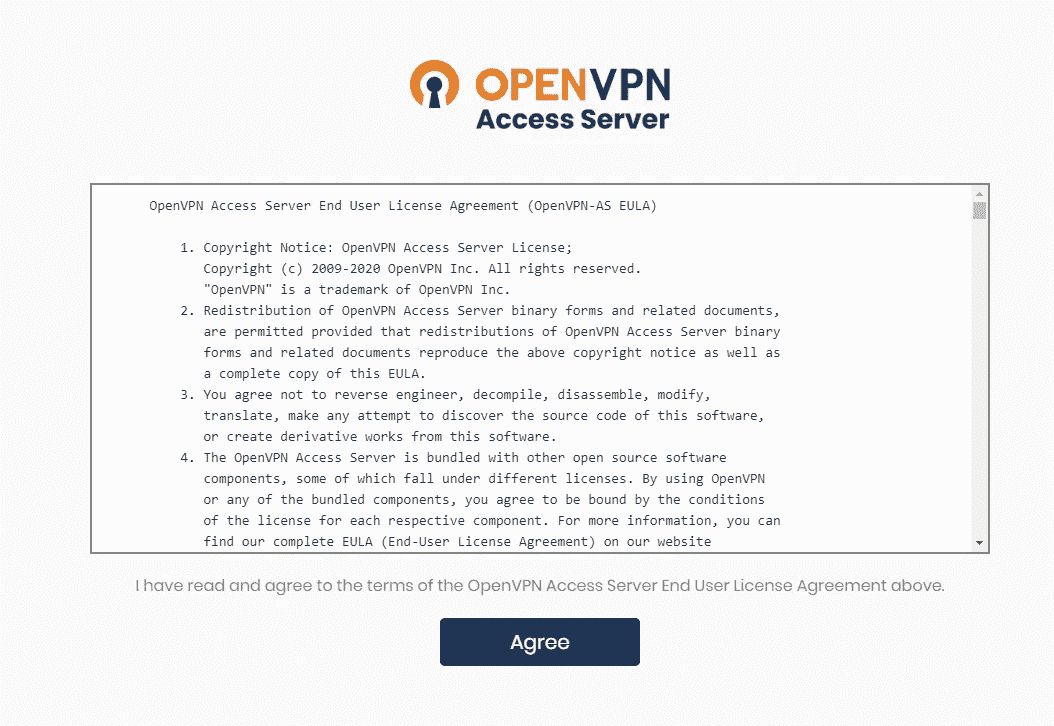 OPENVPN
Access Server
OpenVPN Access Server End User License Agreement (OpenVPN-AS EULA)
1. Copyright Notice: OpenVPN Access Server License;
Copyright (c) 2009-2020 OpenVPN Inc. All rights reserved.
"OpenVPN" is a trademark of OpenVPN Inc.
2. Redistribution of OpenVPN Access Server binary forms and related documents,
are permitted provided that redistributions of OpenVPN Access Server binary
forms and related documents reproduce the above copyright notice as well as
a complete copy of this EULA.
3. You agree not to reverse engineer, decompile, disassemble, modify,
translate, make any attempt to discover the source code of this software,
or create derivative works from this software.
4. The OpenVPN Access Server is bundled with other open source software
components, some of which fall under different licenses. By using OpenVPN
or any of the bundled components, you agree to be bound by the conditions
of the license for each respective component. For more information, you can
find our complete EULA (End-User License Agreement) on our website
I have read and agree to the terms of the OpenVPN Access Server End User License Agreement above.
Agree